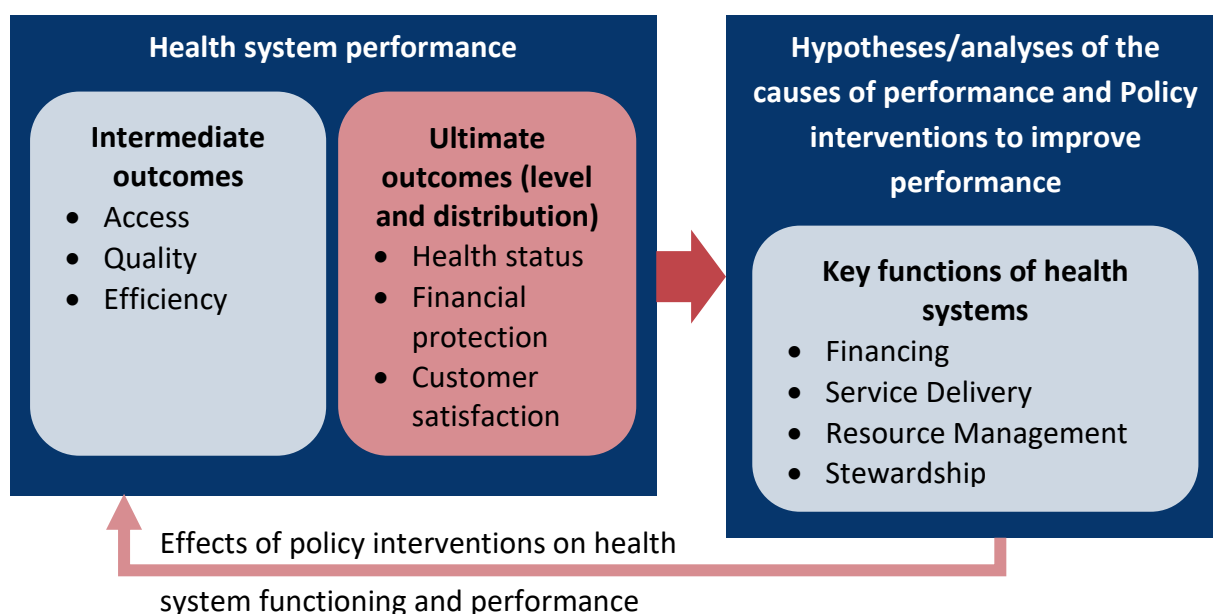 Health system performance
Intermediate
outcomes
• Access
• Quality
• Efficiency
Ultimate
outcomes (level
and distribution)
• Health status
• Financial
protection
• Customer
satisfaction
Hypotheses/analyses of the
causes of performance and Policy
interventions to improve
performance
Key functions of health
systems
• Financing
• Service Delivery
• Resource Management
• Stewardship
Effects of policy interventions on health
system functioning and performance